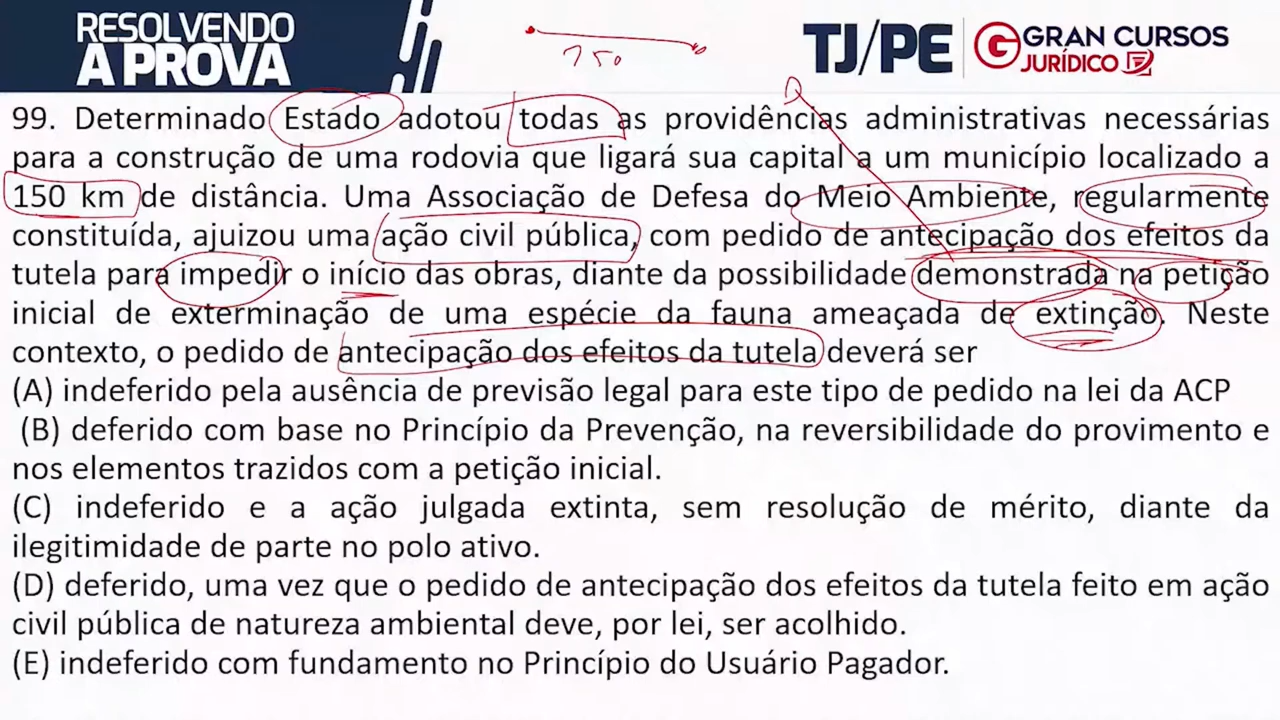 RESOLVENDO
A PROVA
150
TJ/PE
GRAN CURSOS
JURÍDICO
99. Determinado Estado adotou todas as providências administrativas necessárias
para a construção de uma rodovia que ligará sua capital a um município localizado a
150 km de distância. Uma Associação de Defesa do Meio Ambiente, regularmente
constituída, ajuizou uma ação civil pública, com pedido de antecipação dos efeitos da
tutela para impedir o início das obras, diante da possibilidade demonstrada na petição
inicial de exterminação de uma espécie da fauna ameaçada de extinção. Neste
contexto, o pedido de antecipação dos efeitos da tutela deverá ser
(A) indeferido pela ausência de previsão legal para este tipo de pedido na lei da ACP
(B) deferido com base no Princípio da Prevenção, na reversibilidade do provimento e
nos elementos trazidos com a petição inicial.
(C) indeferido e a ação julgada extinta, sem resolução de mérito, diante da
ilegitimidade de parte no polo ativo.
(D) deferido, uma vez que o pedido de antecipação dos efeitos da tutela feito em ação
civil pública de natureza ambiental deve, por lei, ser acolhido.
(E) indeferido com fundamento no Princípio do Usuário Pagador.